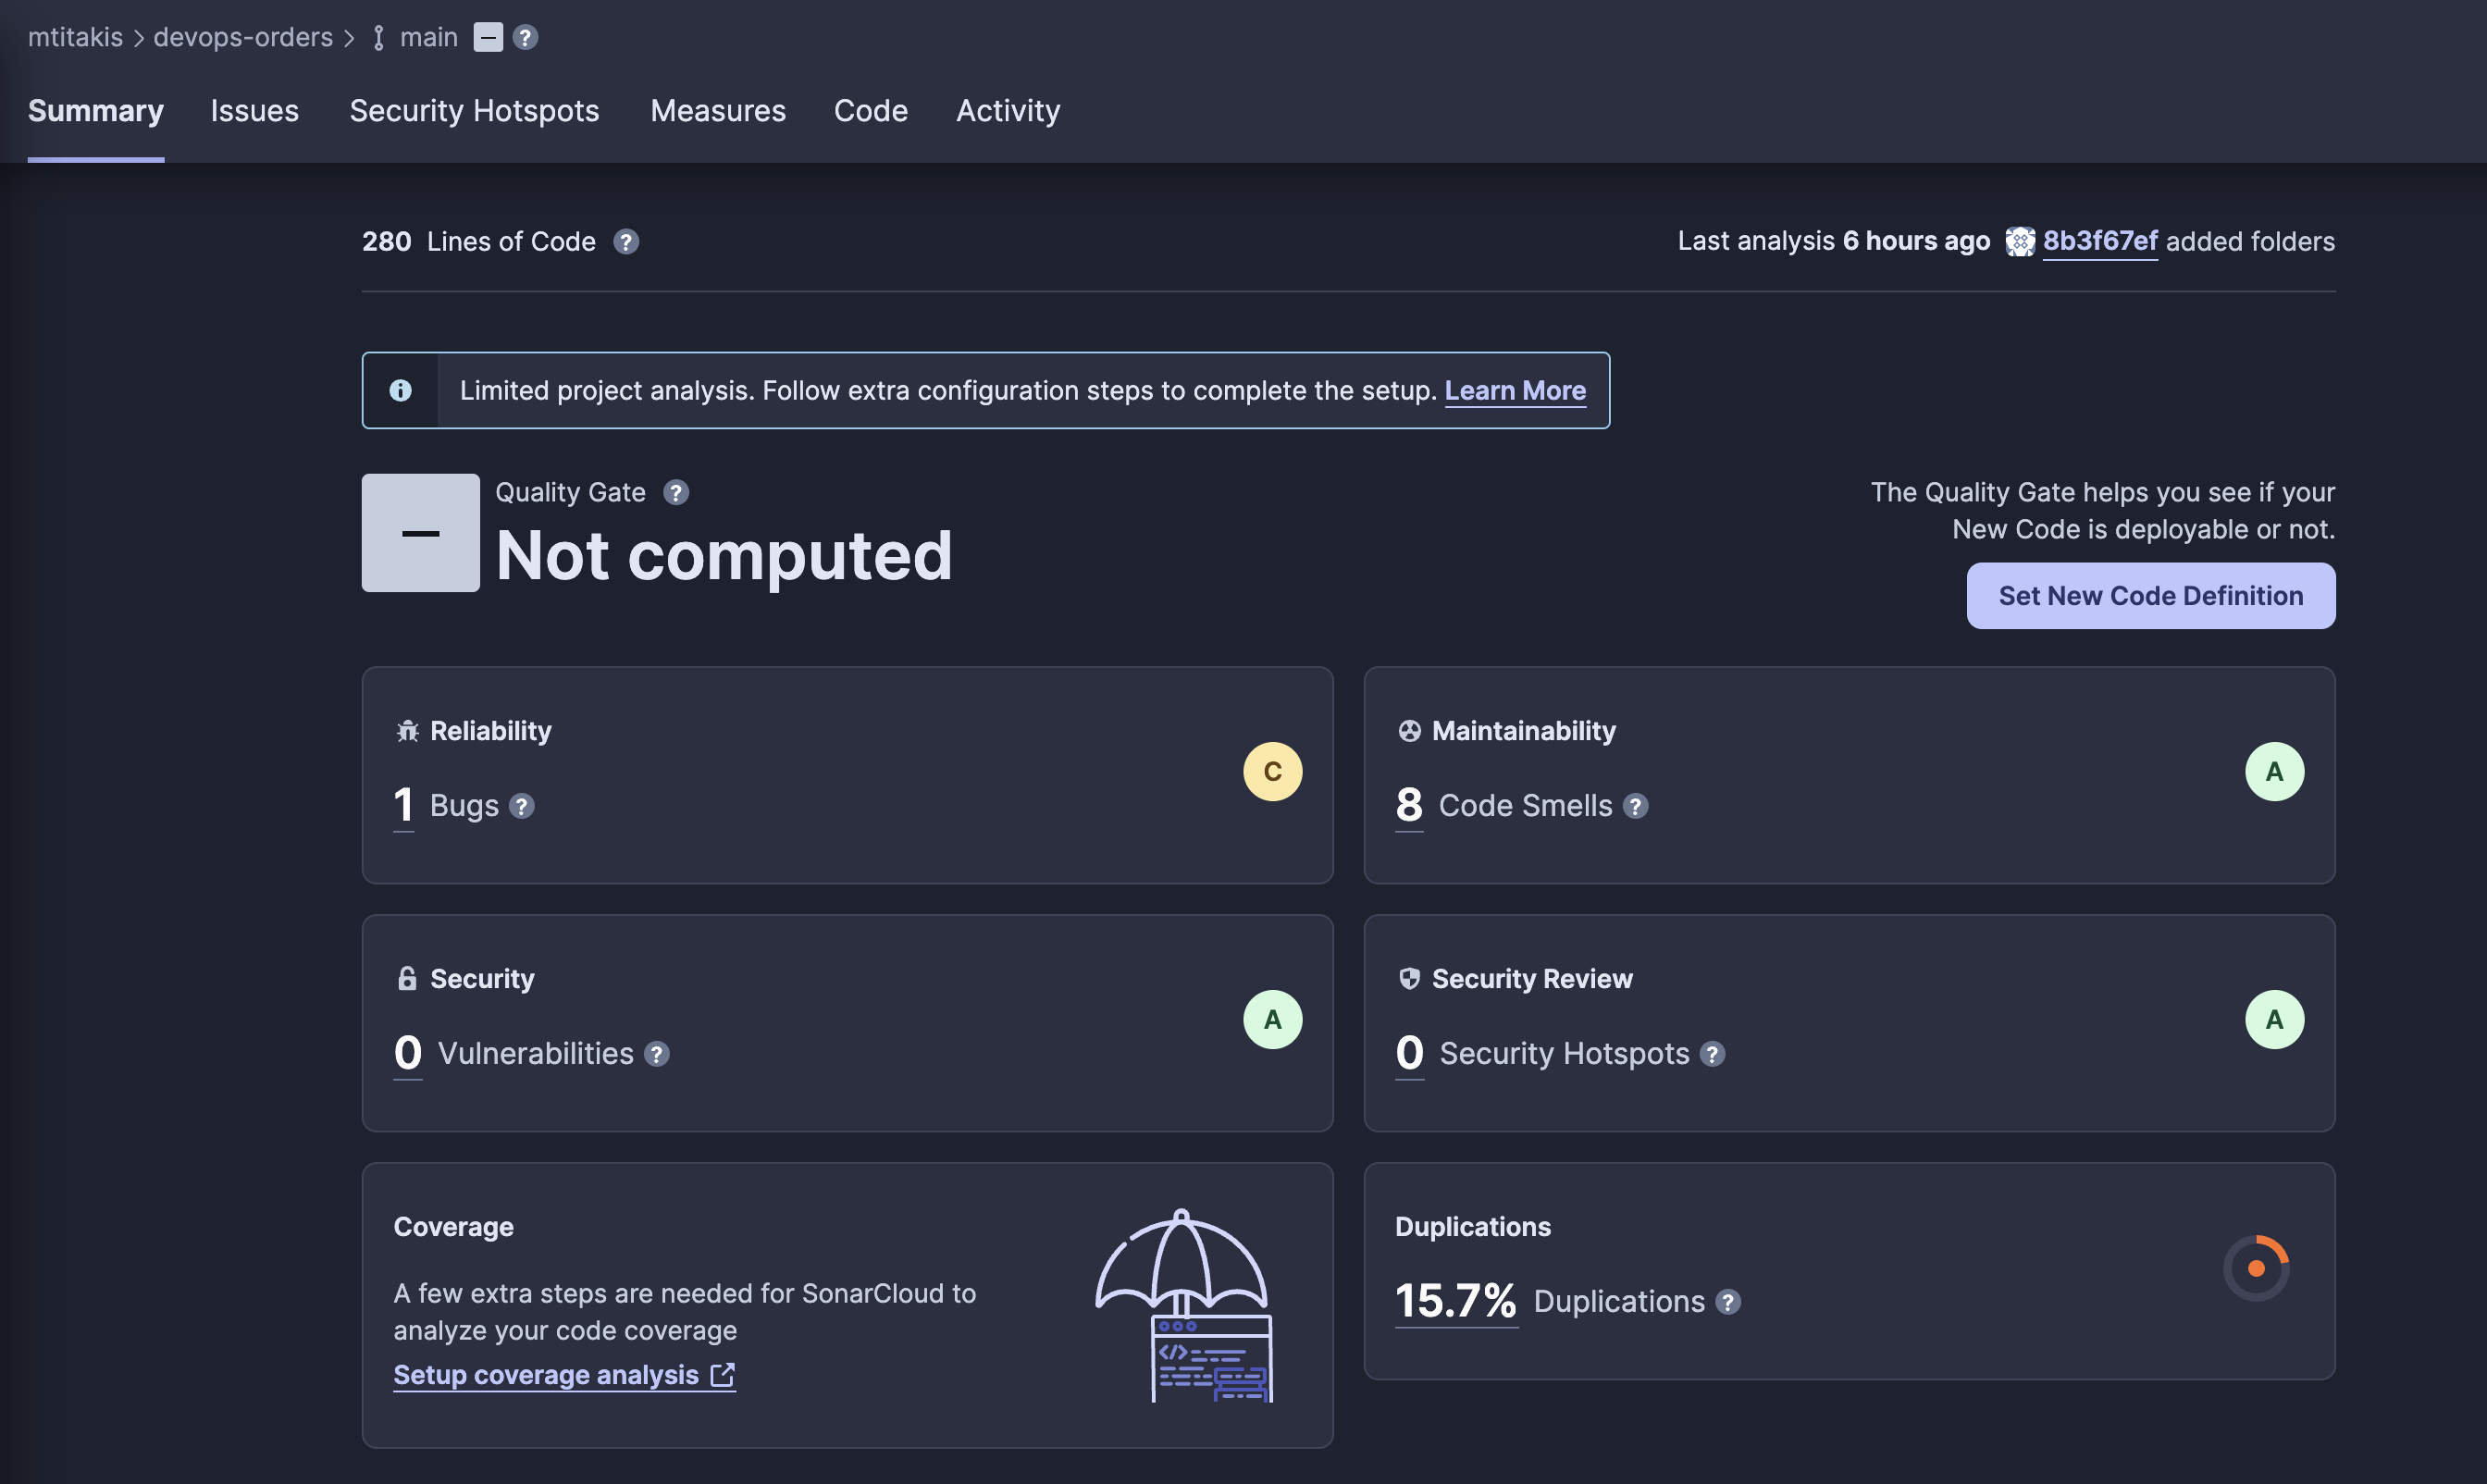 mtitakis > devops-orders > main
Summary Issues Security Hotspots Measures Code Activity
280 Lines of Code ?
Last analysis 6 hours ago 8b3f67ef added folders
Limited project analysis. Follow extra configuration steps to complete the setup. Learn More
Quality Gate ?
Not computed
The Quality Gate helps you see if your
New Code is deployable or not.
Set New Code Definition
Reliability
1 Bugs ?
C
Maintainability
8 Code Smells ?
A
Security
0 Vulnerabilities ?
A
Security Review
0 Security Hotspots ?
A
Coverage
A few extra steps are needed for SonarCloud to
analyze your code coverage
Setup coverage analysis
</>
Duplications
15.7% Duplications ?